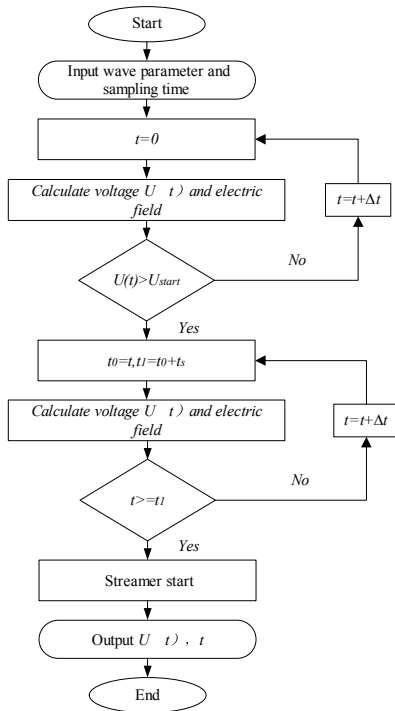 Start
Input wave parameter and
sampling time
t=0
Calculate voltage U t）and electric
field
t=t+Δt
U(t)>Ustart
No
Yes
t0=t,t1=t0+ts
Calculate voltage U t）and electric
field
t=t+Δt
t>=t1
No
Yes
Streamer start
Output U t）, t
End